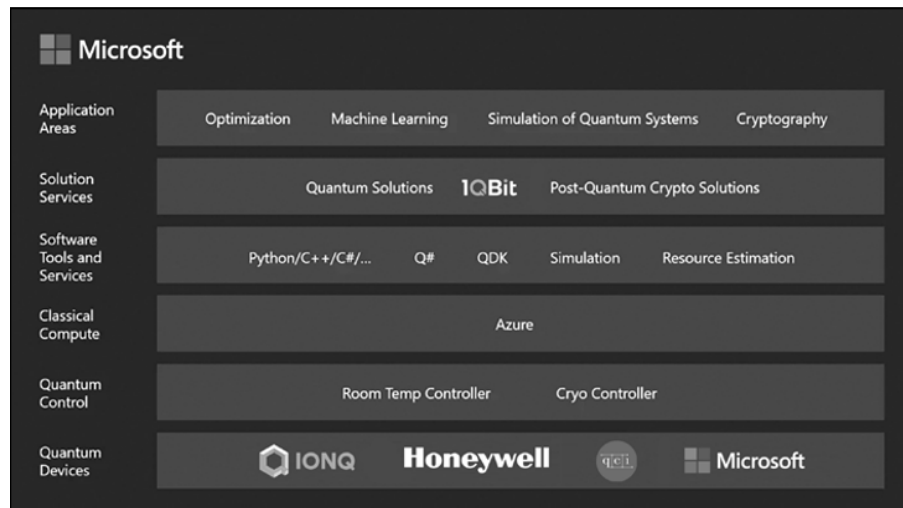 Microsoft
Application
Areas
Optimization Machine Learning Simulation of Quantum Systems Cryptography
Solution
Services
Quantum Solutions 1QBit Post-Quantum Crypto Solutions
Software
Tools and
Services
Python/C++/C#/... Q# QDK Simulation Resource Estimation
Classical
Compute
Azure
Quantum
Control
Room Temp Controller Cryo Controller
Quantum
Devices
IONQ Honeywell qci Microsoft